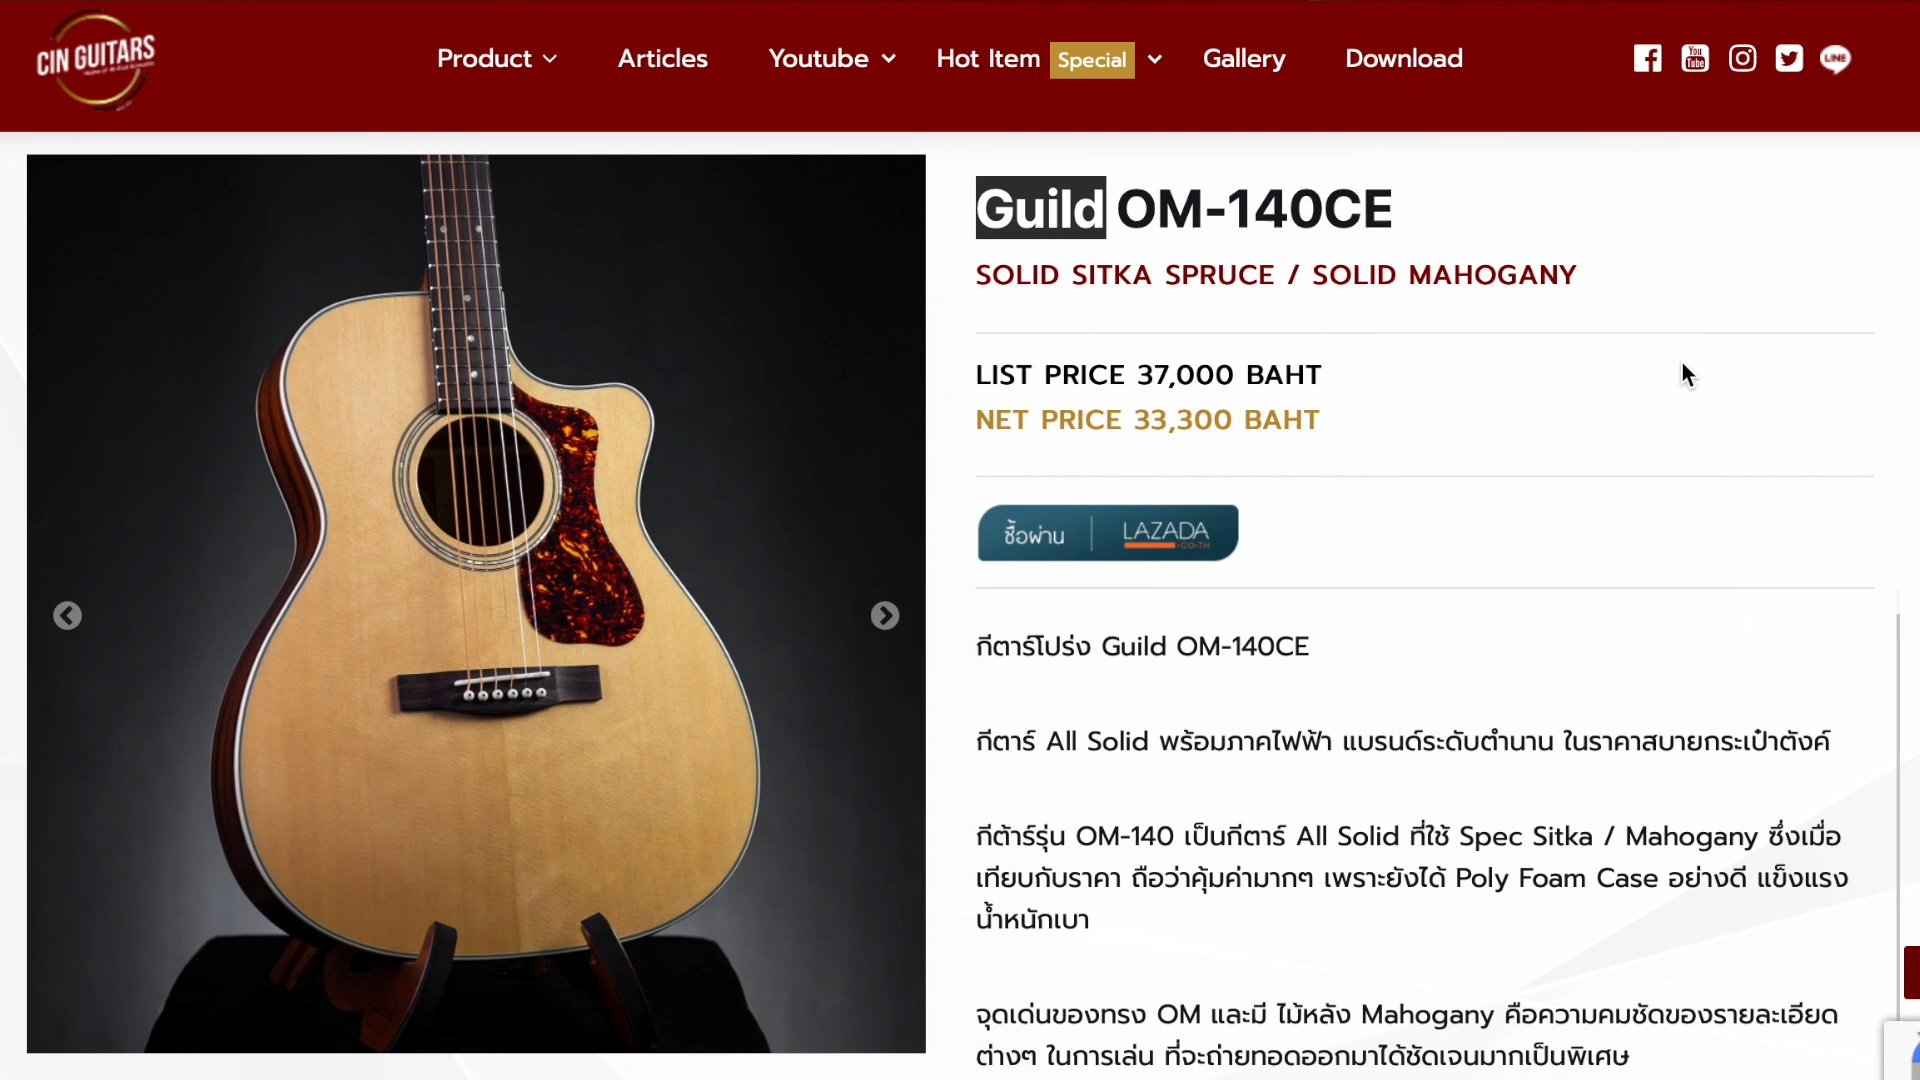 CIN GUITARS
Product
Articles
Youtube
Hot Item Special
Gallery
Download
You Tube
LINE
Guild OM-140CE
SOLID SITKA SPRUCE / SOLID MAHOGANY
LIST PRICE 37,000 BAHT
NET PRICE 33,300 BAHT
ซื้อผ่าน LAZADA
.CO.TH
กีตาร์โปร่ง Guild OM-140CE
กีตาร์ All Solid พร้อมภาคไฟฟ้า แบรนด์ระดับตำนาน ในราคาสบายกระเป๋าตังค์
กีต้าร์รุ่น OM-140 เป็นกีตาร์ All Solid ที่ใช้ Spec Sitka / Mahogany ซึ่งเมื่อ
เทียบกับราคา ถือว่าคุ้มค่ามากๆ เพราะยังได้ Poly Foam Case อย่างดี แข็งแรง
น้ำหนักเบา
จุดเด่นของทรง OM และมี ไม้หลัง Mahogany คือความคมชัดของรายละเอียด
ต่างๆ ในการเล่น ที่จะถ่ายทอดออกมาได้ชัดเจนมากเป็นพิเศษ